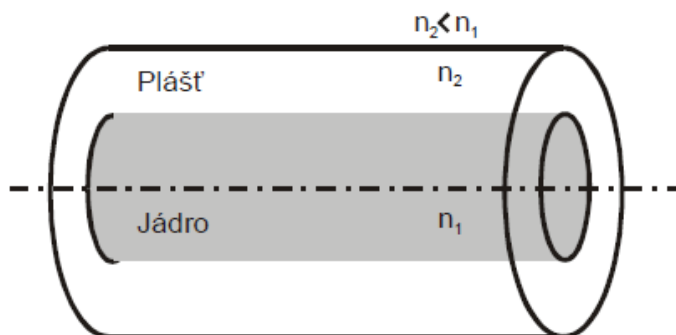 n₂<n₁
Plášť
n₂
Jádro
n₁